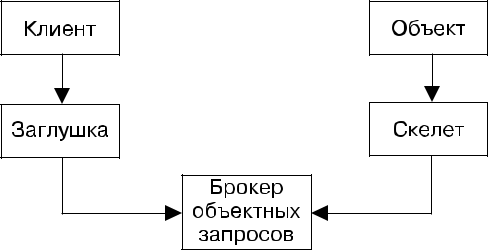 Клиент
Объект
Заглушка
Скелет
Брокер
объектных
запросов